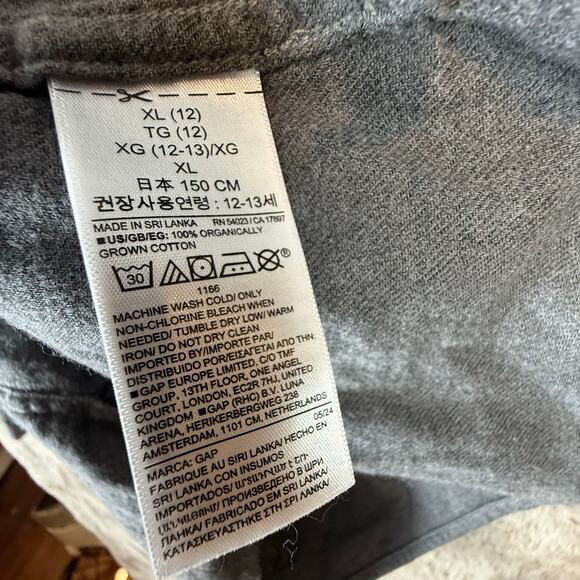 XL (12)
TG (12)
XG (12-13)/XG
XL
日本 150 CM
권장사용연령 : 12-13세
MADE IN SRI LANKA RN 54023 / CA 17897
■US/GB/EG: 100% ORGANICALLY
GROWN COTTON
30
1166
MACHINE WASH COLD/ ONLY
NON-CHLORINE BLEACH WHEN
NEEDED/ TUMBLE DRY LOW/ WARM
IRON/ DO NOT DRY CLEAN
IMPORTED BY/IMPORTE PAR/
DISTRIBUIDO POR/ΕΙΣΑΓΕΤΑΙ ΑΠΟ ΤΗΝ:
■GAP EUROPE LIMITED, C/O TMF
GROUP, 13TH FLOOR, ONE ANGEL
COURT, LONDON, EC2R 7HJ, UNITED
KINGDOM ■GAP (RHC) B.V. LUNA
ARENA, HERIKERBERGWEG 238
AMSTERDAM, 1101 CM, NETHERLANDS
05/24
MARCA: GAP
FABRIQUE AU SRI LANKA/ HECHO EN
SRI LANKA CON INSUMOS
IMPORTADOS/ ԱՐՏԱԴՐՎԱԾ Է ՇՐԻ
ԼԱՆԿԱՅՈՒՄ/ ПРОИЗВЕДЕНО В ШРИ
ЛАНКА/ FABRICADO EM SRI LANKA/
ΚΑΤΑΣΚΕΥΑΣΤΗΚΕ ΣΤΗ ΣΡΙ ΛΑΝΚΑ/